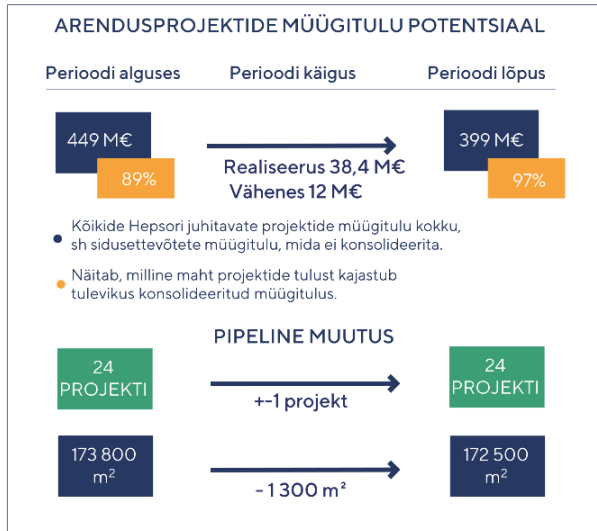 ARENDUSPROJEKTIDE MÜÜGITULU POTENTSIAAL
Perioodi alguses
Perioodi käigus
Perioodi lõpus
449 M€
89%
Realiseerus 38,4 M€
Vähenes 12 M€
399 M€
97%
Kõikide Hepsori juhitavate projektide müügitulu kokku,
sh sidusettevõtete müügitulu, mida ei konsolideerita.
Näitab, milline maht projektide tulust kajastub
tulevikus konsolideeritud müügitulus.
PIPELINE MUUTUS
24
PROJEKTI
+-1 projekt
24
PROJEKTI
173 800
m²
- 1 300 m²
172 500
m²